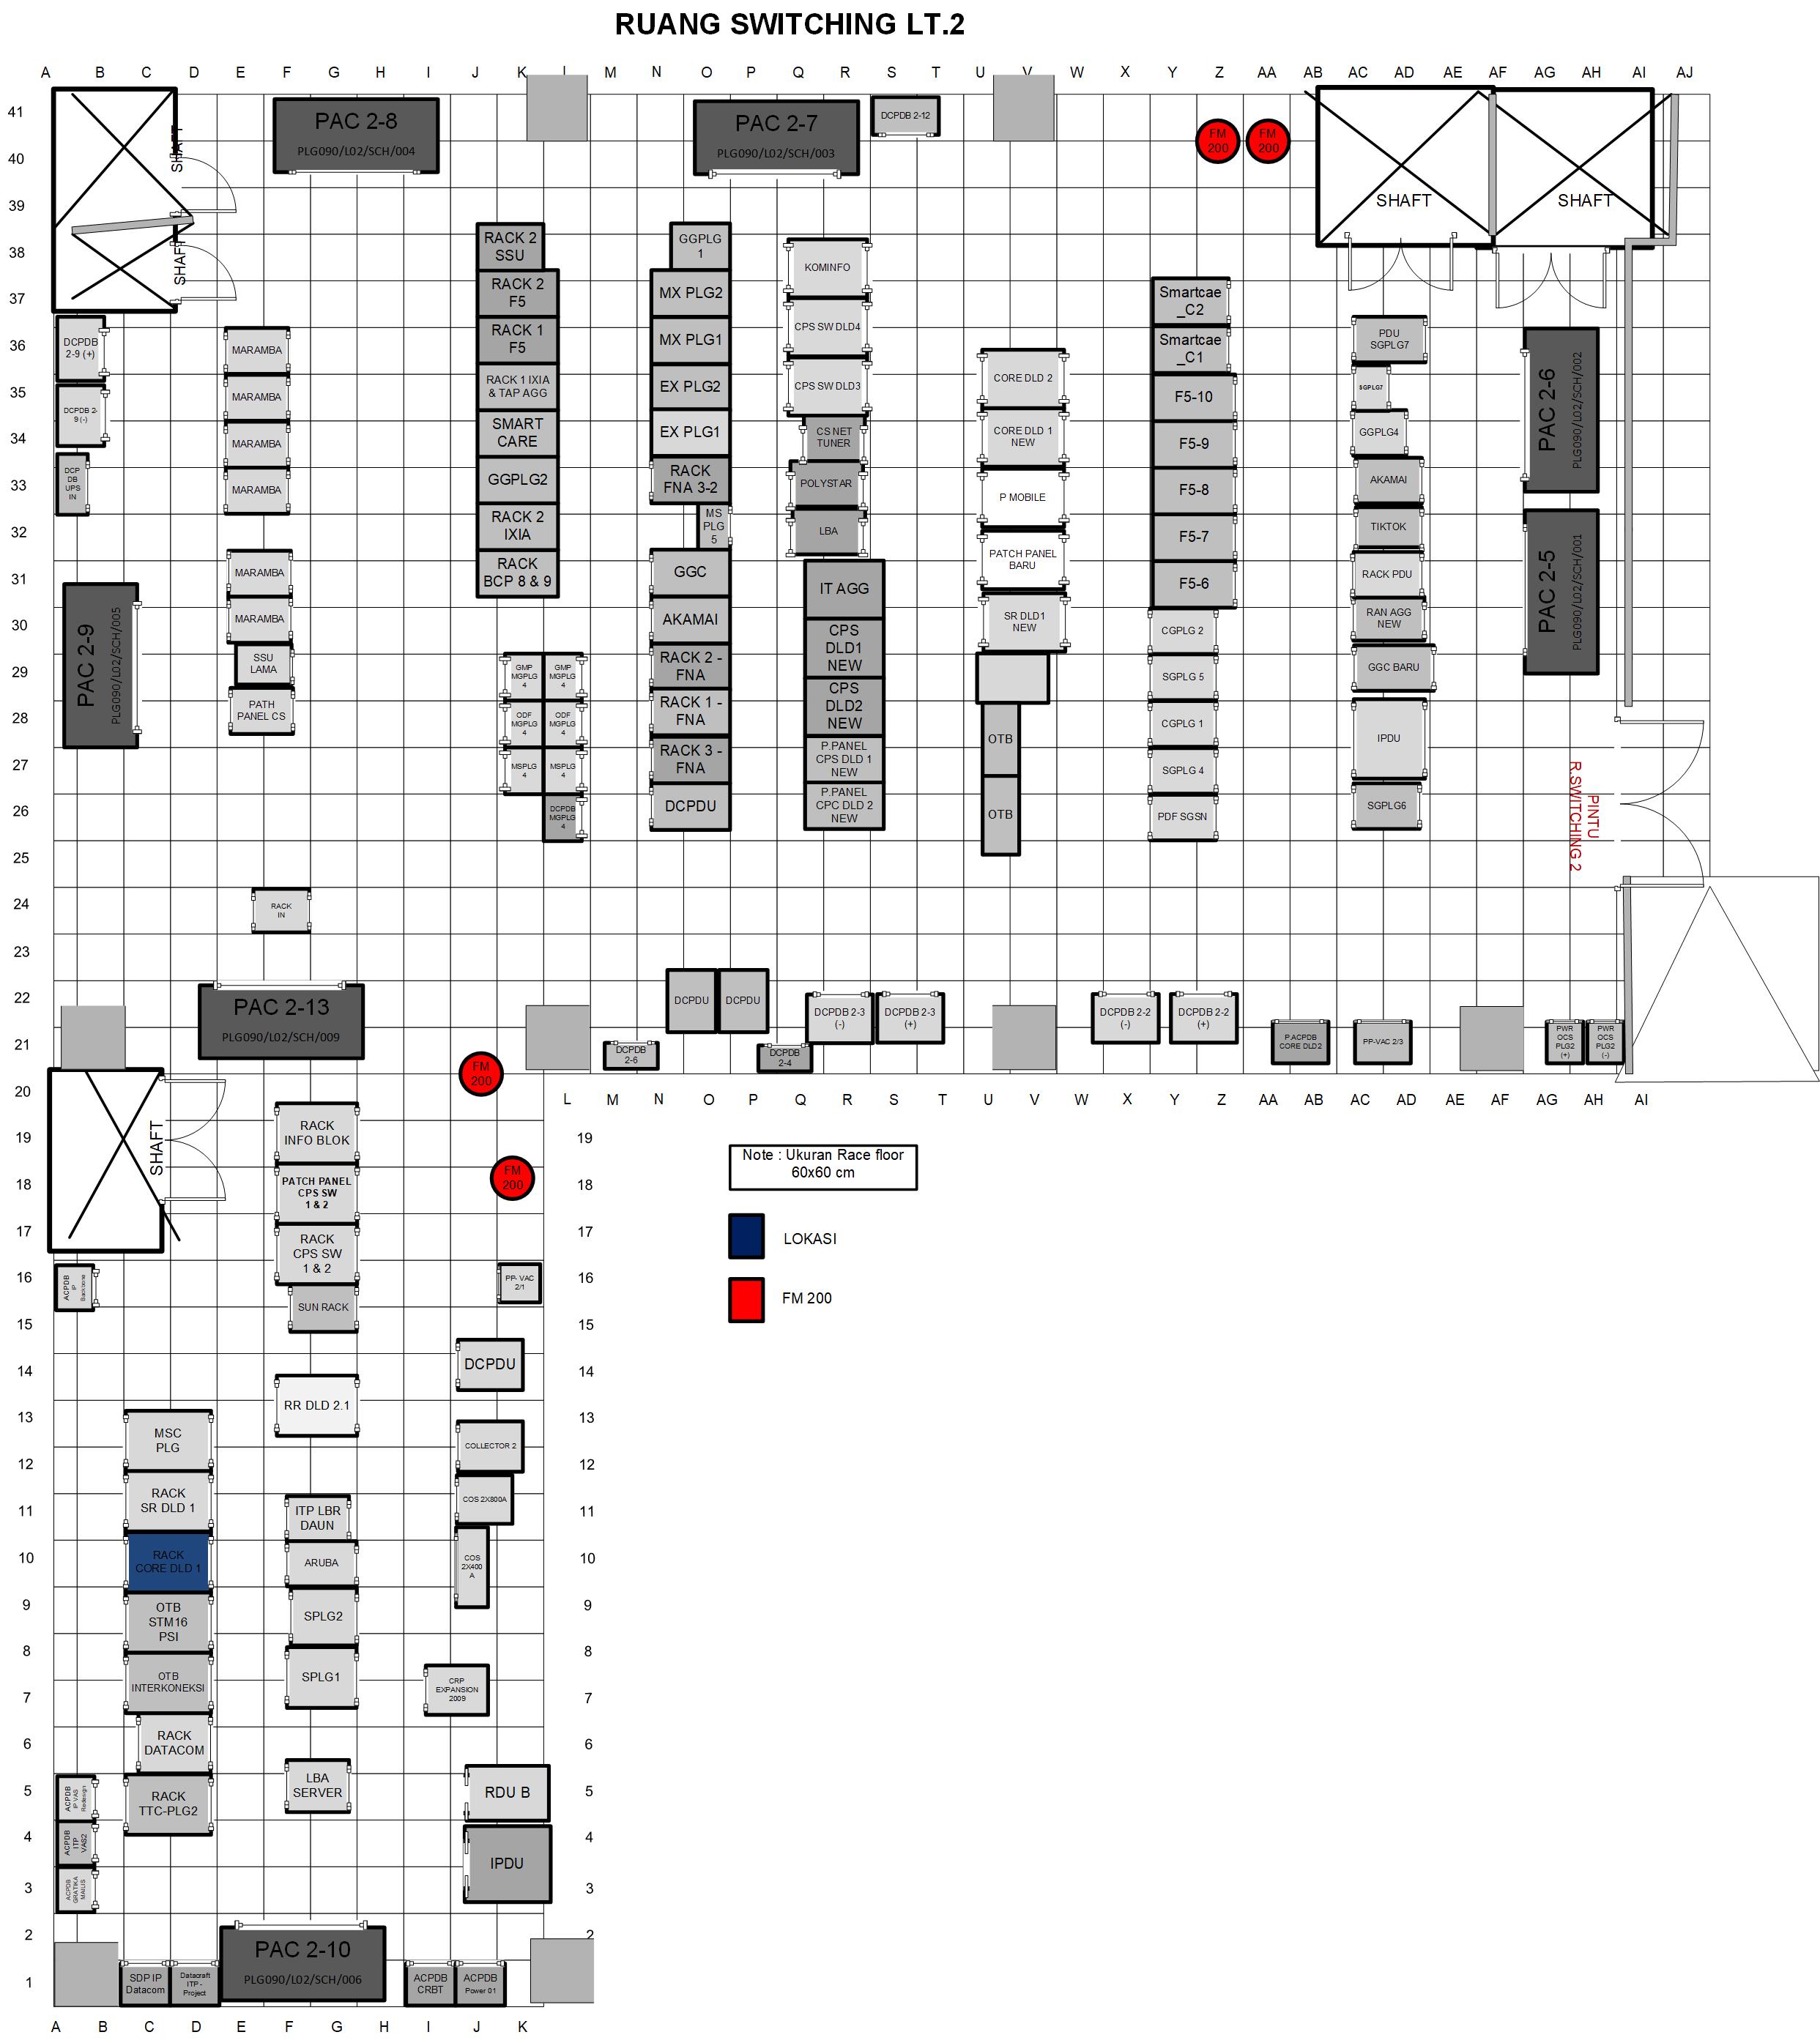 RUANG SWITCHING LT.2
A B C D E F G H I J K L M N O P Q R S T U V W X Y Z AA AB AC AD AE AF AG AH AI AJ
41
40
39
38
37
36
35
34
33
32
31
30
29
28
27
26
25
24
23
22
21
20
19
18
17
16
15
14
13
12
11
10
9
8
7
6
5
4
3
2
1
SHAFT
SHAFT
PAC 2-8
PLG090/L02/SCH/004
PAC 2-7
PLG090/L02/SCH/003
DCPDB 2-12
FM
200
FM
200
SHAFT
SHAFT
DCPDB
2-9 (+)
DCPDB 2-
9 (-)
DCP
DB
UPS
IN
PAC 2-9
PLG090/L02/SCH/005
MARAMBA
MARAMBA
MARAMBA
MARAMBA
MARAMBA
MARAMBA
SSU
LAMA
PATH
PANEL CS
RACK
IN
RACK 2
SSU
RACK 2
F5
RACK 1
F5
RACK 1 IXIA
& TAP AGG
SMART
CARE
GGPLG2
RACK 2
IXIA
RACK
BCP 8 & 9
GMP
MGPLG
4
GMP
MGPLG
4
ODF
MGPLG
4
ODF
MGPLG
4
MSPLG
4
MSPLG
4
DCPDB
MGPLG
4
GGPLG
1
MX PLG2
MX PLG1
EX PLG2
EX PLG1
RACK
FNA 3-2
MS
PLG
5
GGC
AKAMAI
RACK 2 -
FNA
RACK 1 -
FNA
RACK 3 -
FNA
DCPDU
KOMINFO
CPS SW DLD4
CPS SW DLD3
CS NET
TUNER
POLYSTAR
LBA
IT AGG
CPS
DLD1
NEW
CPS
DLD2
NEW
P.PANEL
CPS DLD 1
NEW
P.PANEL
CPC DLD 2
NEW
CORE DLD 2
CORE DLD 1
NEW
P MOBILE
PATCH PANEL
BARU
SR DLD1
NEW
OTB
OTB
Smartcae
_C2
Smartcae
_C1
F5-10
F5-9
F5-8
F5-7
F5-6
CGPLG 2
SGPLG 5
CGPLG 1
SGPLG 4
PDF SGSN
PDU
SGPLG7
SGPLG7
GGPLG4
AKAMAI
TIKTOK
RACK PDU
RAN AGG
NEW
GGC BARU
IPDU
SGPLG6
PAC 2-6
PLG090/L02/SCH/002
PAC 2-5
PLG090/L02/SCH/001
PINTU
R.SWITCHING 2
PAC 2-13
PLG090/L02/SCH/009
DCPDU
DCPDU
DCPDB
2-6
DCPDB
2-4
DCPDB 2-3
(-)
DCPDB 2-3
(+)
DCPDB 2-2
(-)
DCPDB 2-2
(+)
P.ACPDB
CORE DLD2
PP-VAC 2/3
PWR
OCS
PLG2
(+)
PWR
OCS
PLG2
(-)
L M N O P Q R S T U V W X Y Z AA AB AC AD AE AF AG AH AI
FM
200
FM
200
SHAFT
RACK
INFO BLOK
PATCH PANEL
CPS SW
1 & 2
RACK
CPS SW
1 & 2
SUN RACK
ACPDB
IP
Backbone
PP- VAC
2/1
RR DLD 2.1
DCPDU
COLLECTOR 2
COS 2X800A
COS
2X400
A
MSC
PLG
RACK
SR DLD 1
RACK
CORE DLD 1
OTB
STM16
PSI
OTB
INTERKONEKSI
RACK
DATACOM
RACK
TTC-PLG2
ITP LBR
DAUN
ARUBA
SPLG2
SPLG1
LBA
SERVER
CRP
EXPANSION
2009
RDU B
IPDU
ACPDB
IP VAS
Redesign
ACPDB
ITP
VAS2
ACPDB
GRATIKA
MAILIS
PAC 2-10
PLG090/L02/SCH/006
SDP IP
Datacom
Datacraft
ITP -
Project
ACPDB
CRBT
ACPDB
Power 01
19
18
17
16
15
14
13
12
11
10
9
8
7
6
5
4
3
2
A B C D E F G H I J K
Note : Ukuran Race floor
60x60 cm
LOKASI
FM 200